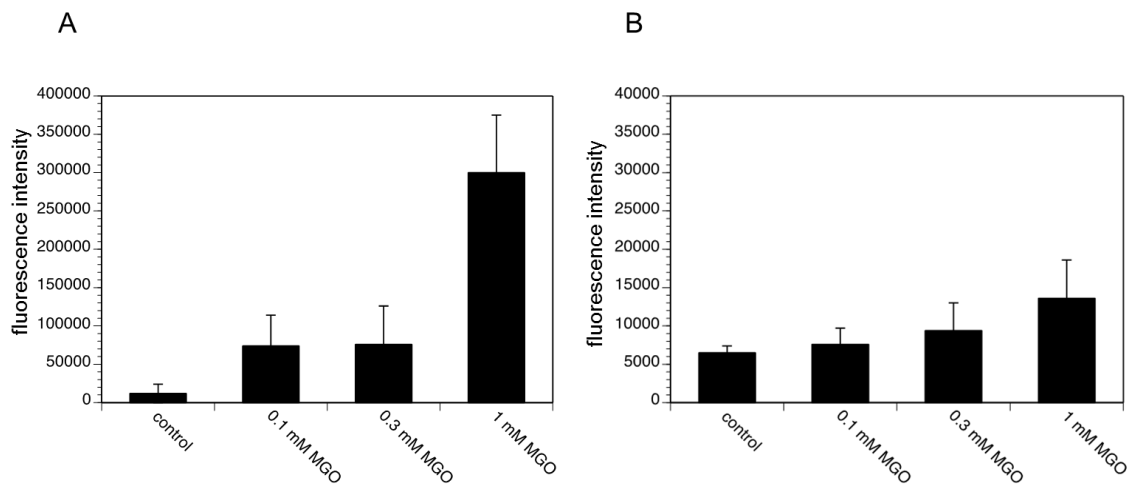 A
fluorescence intensity
400000
350000
300000
250000
200000
150000
100000
50000
0
control
0.1 mM MGO
0.3 mM MGO
1 mM MGO
B
fluorescence intensity
40000
35000
30000
25000
20000
15000
10000
5000
0
control
0.1 mM MGO
0.3 mM MGO
1 mM MGO